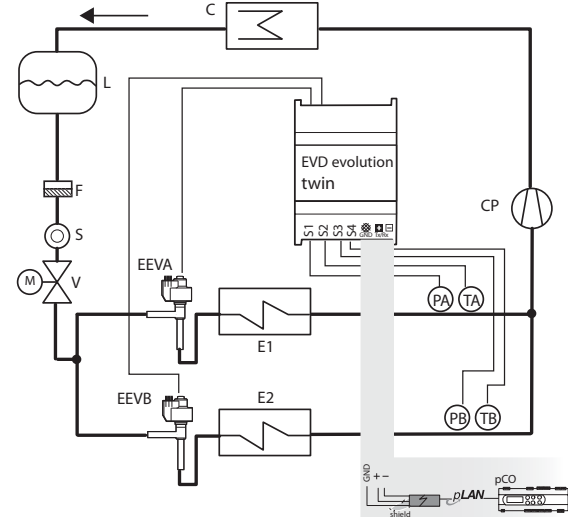 C
L
EVD evolution
twin
F
CP
S1 S2 S3 S4 GND Tx/Rx
S
EEVA
M
V
PA TA
E1
EEVB
E2
PB TB
GND
+ −
pCO
pLAN
shield